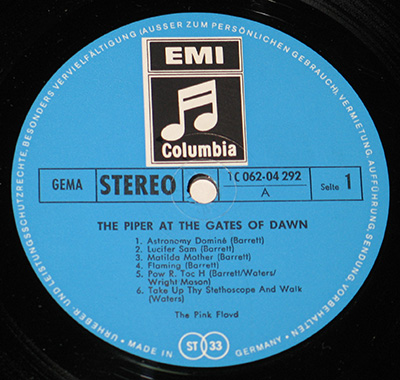 URHEBER- UND LEISTUNGSSCHUTZRECHTE, BESONDERS VERVIELFÄLTIGUNG (AUSSER ZUM PERSÖNLICHEN GEBRAUCH), VERMIETUNG, AUFFÜHRUNG, SENDUNG, VORBEHALTEN
EMI
Columbia
GEMA STEREO 1C 062-04 292 Seite 1
A
THE PIPER AT THE GATES OF DAWN
1. Astronomy Dominé (Barrett)
2. Lucifer Sam (Barrett)
3. Matilda Mother (Barrett)
4. Flaming (Barrett)
5. Pow R. Toc H (Barrett/Waters/
Wright Mason)
6. Take Up Thy Stethoscope And Walk
(Waters)
The Pink Floyd
MADE IN ST 33 GERMANY